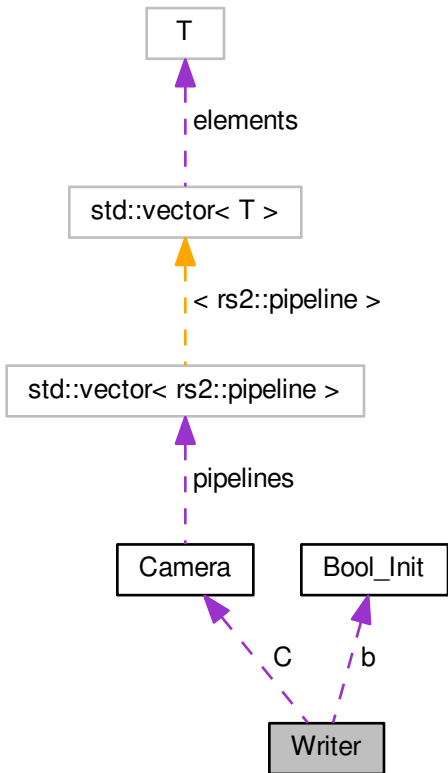 T
elements
std::vector< T >
< rs2::pipeline >
std::vector< rs2::pipeline >
pipelines
Camera
Bool_Init
C
b
Writer